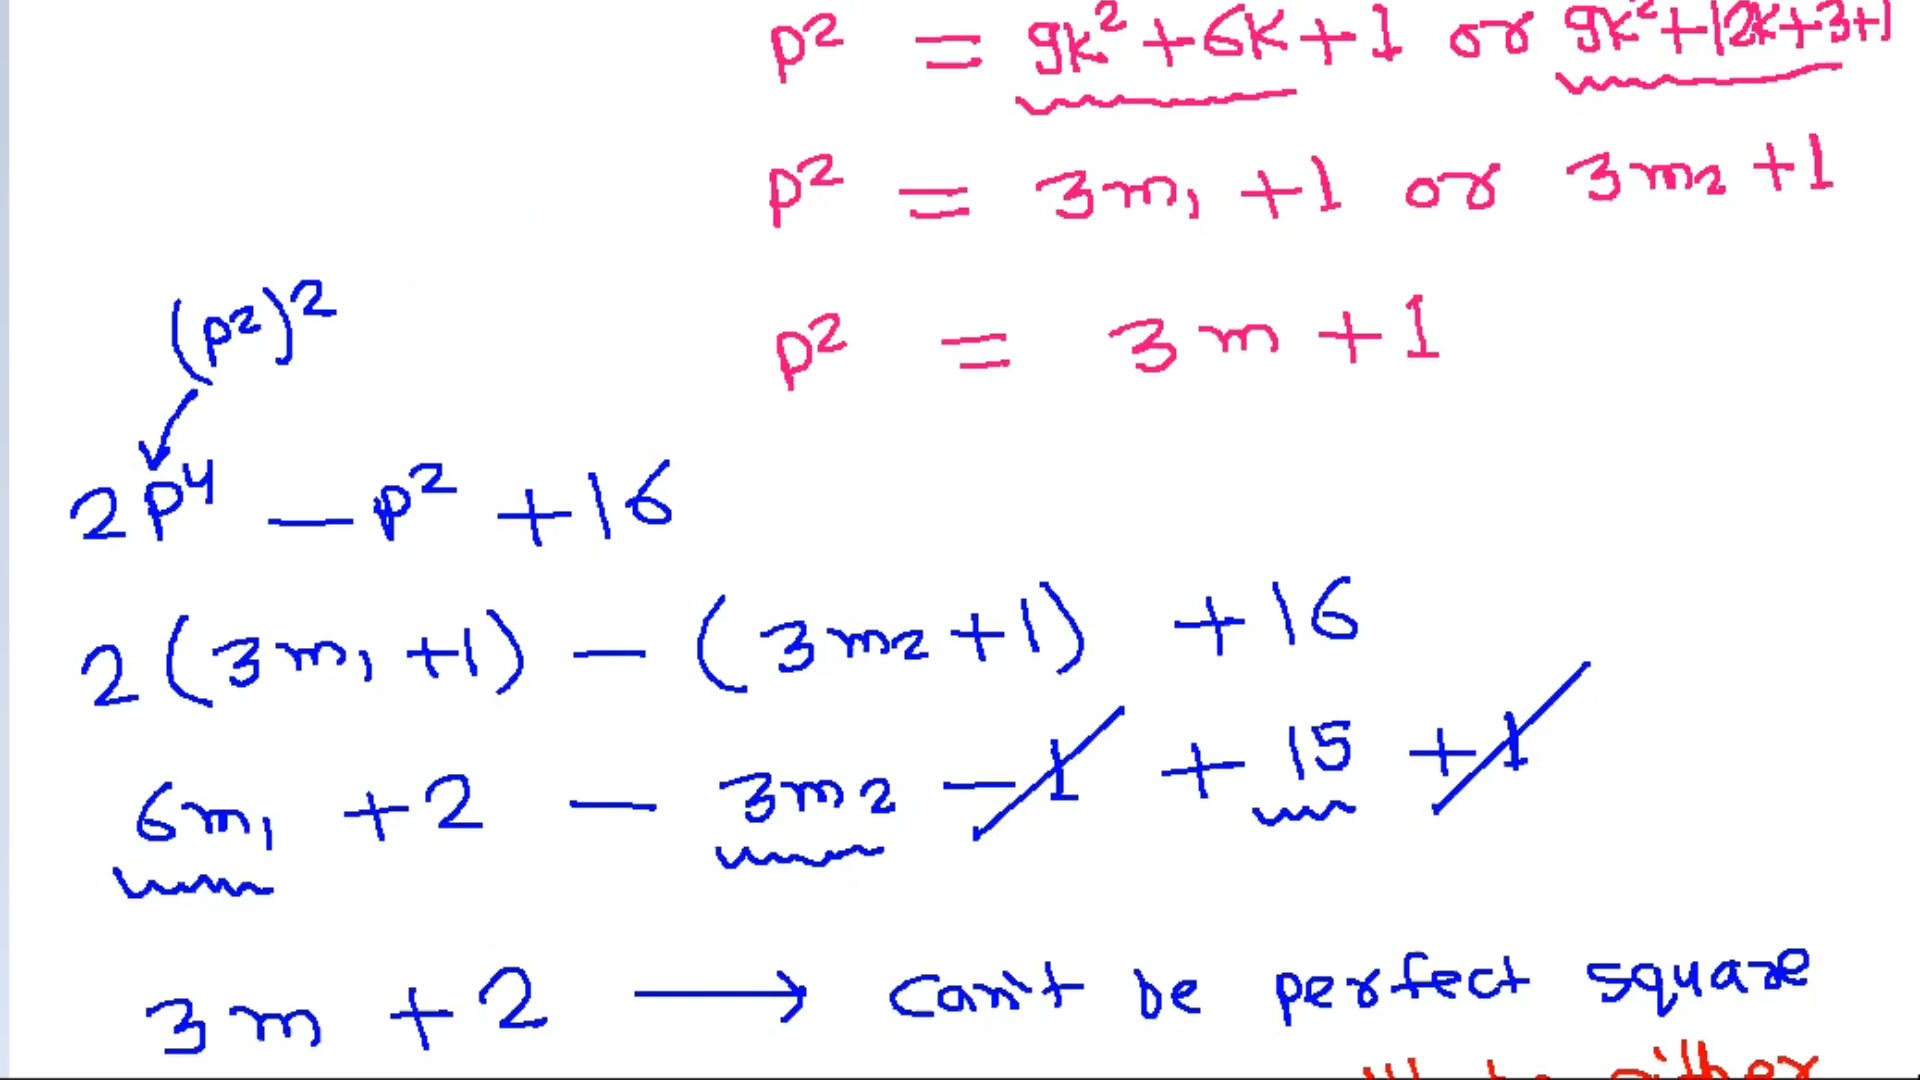 p² = 9k² + 6k + 1 or 9k² + 12k + 3 + 1
p² = 3m₁ + 1 or 3m₂ + 1
p² = 3m + 1
(p²)²
2p⁴ — p² + 16
2(3m₁ + 1) — (3m₂ + 1) + 16
6m₁ + 2 — 3m₂ — 1 + 15 + 1
3m + 2 → can't be perfect square
either